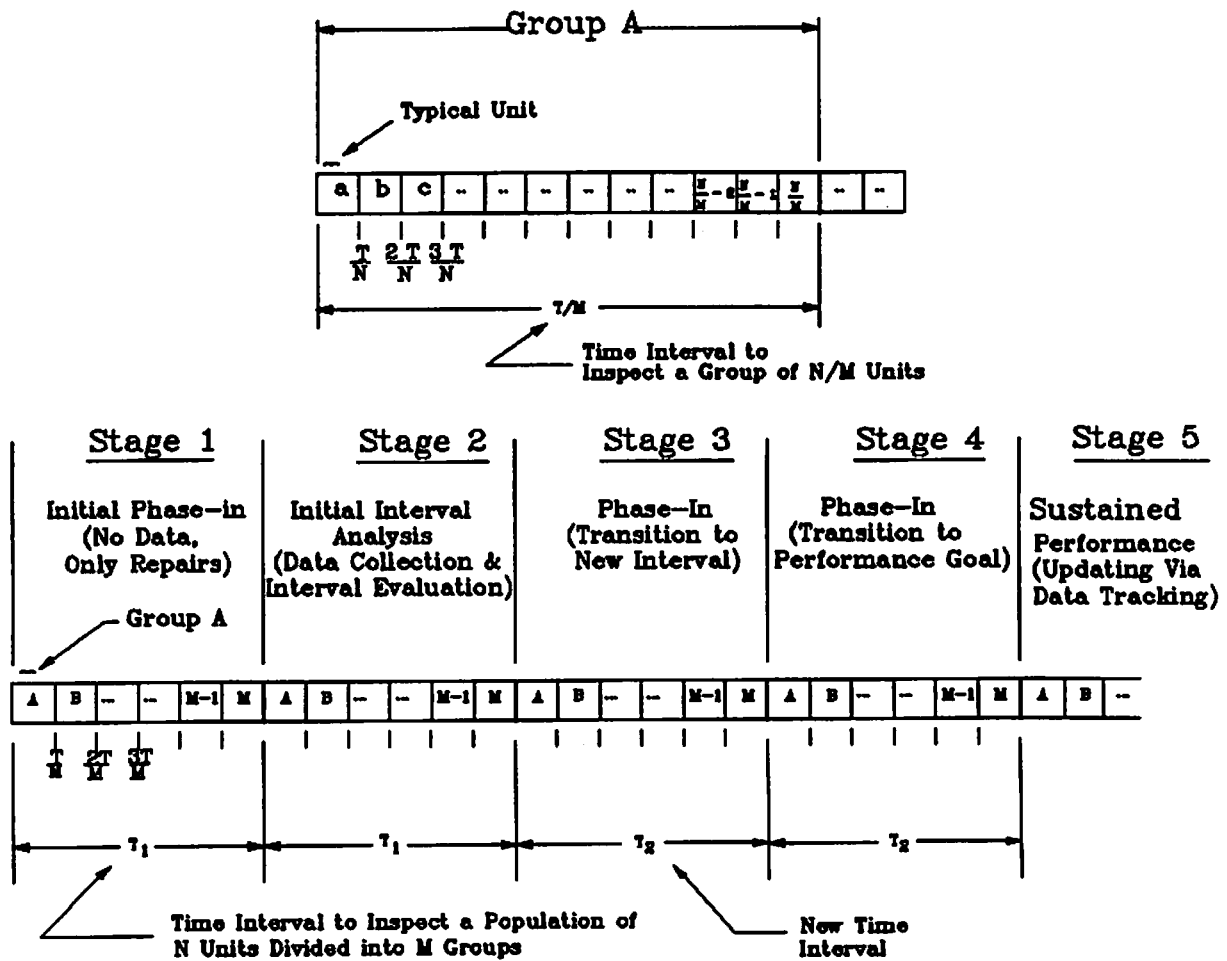 Group A
Typical Unit
a b c -- -- -- -- -- -- N/M - 2 N/M - 1 N/M -- --
T/N 2T/N 3T/N
T/M
Time Interval to
Inspect a Group of N/M Units
Stage 1 Stage 2 Stage 3 Stage 4 Stage 5
Initial Phase-in
(No Data,
Only Repairs)
Initial Interval
Analysis
(Data Collection &
Interval Evaluation)
Phase-In
(Transition to
New Interval)
Phase-In
(Transition to
Performance Goal)
Sustained
Performance
(Updating Via
Data Tracking)
Group A
A B -- -- M-1 M A B -- -- M-1 M A B -- -- M-1 M A B -- -- M-1 M A B --
T/M 2T/M 3T/M
T1 T1 T2 T2
Time Interval to Inspect a Population of
N Units Divided into M Groups
New Time
Interval